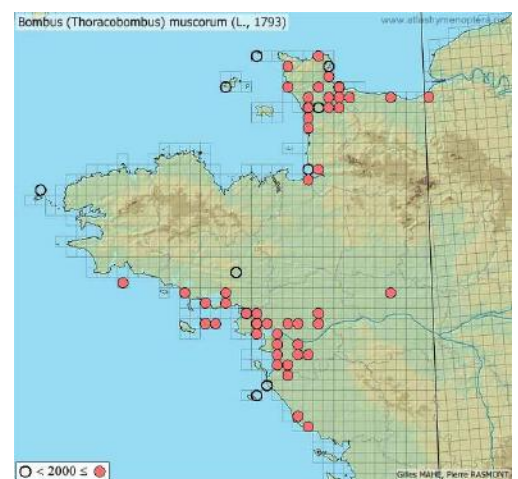 Bombus (Thoracobombus) muscorum (L., 1793)
www.atlashymenoptera.net
< 2000 ≤
Gilles MAHE, Pierre RASMONT